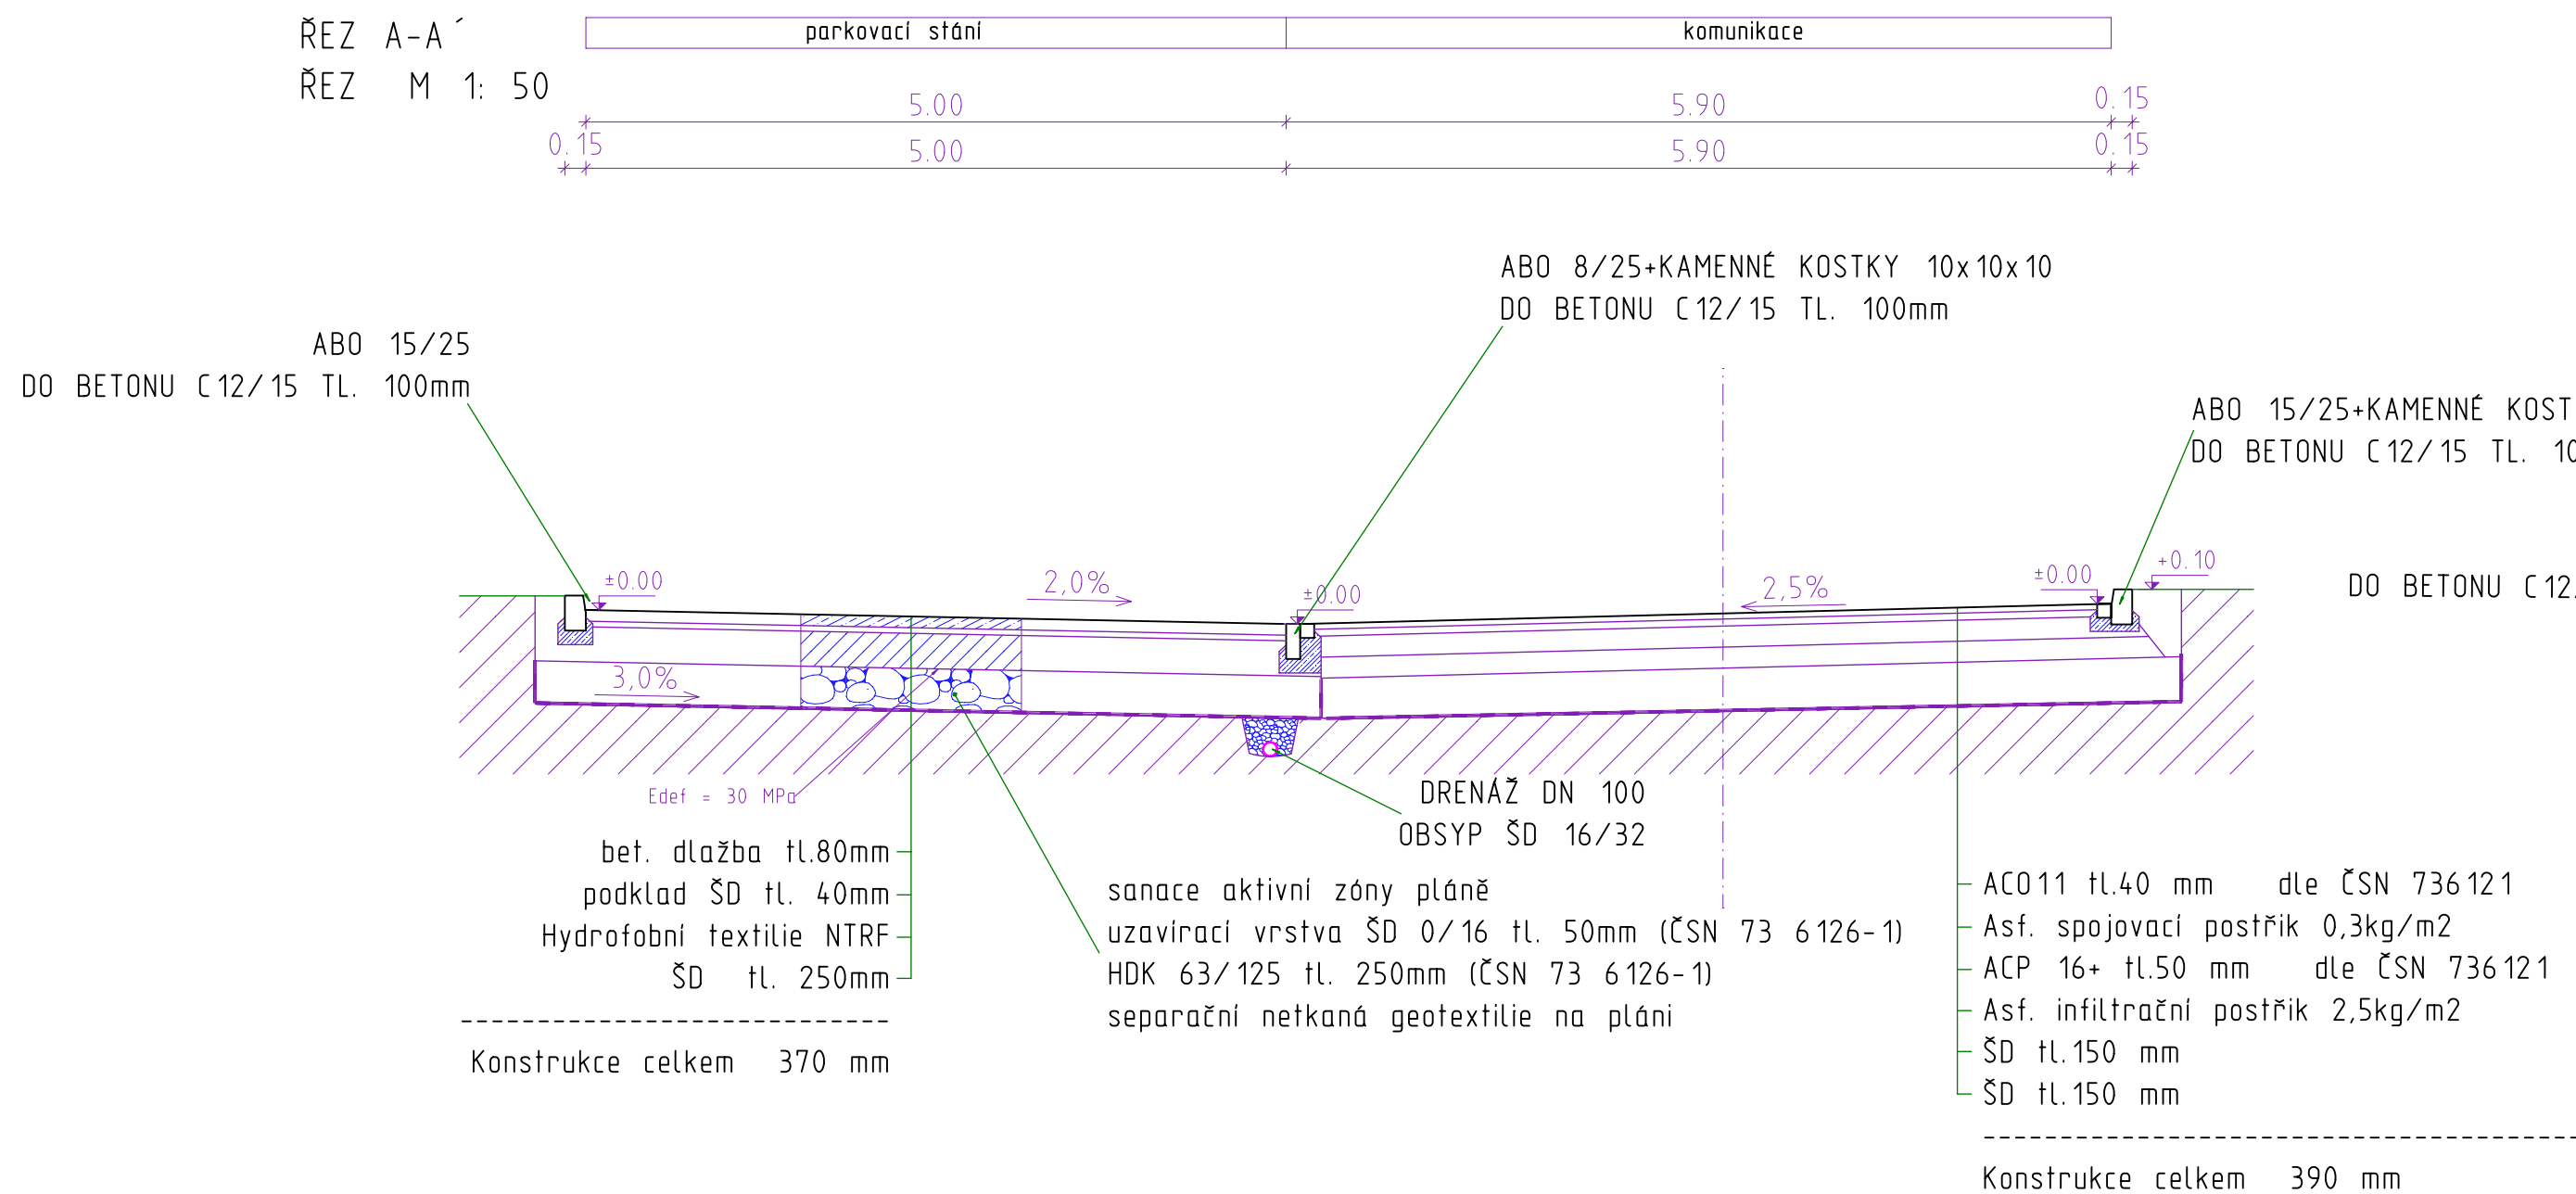 ŘEZ A-A´
ŘEZ M 1: 50
parkovací stání
komunikace
5.00
5.90
0.15
0.15
5.00
5.90
0.15
ABO 8/25+KAMENNÉ KOSTKY 10x10x10
DO BETONU C12/15 TL. 100mm
ABO 15/25
DO BETONU C12/15 TL. 100mm
ABO 15/25+KAMENNÉ KOST
DO BETONU C12/15 TL. 10
DO BETONU C12
±0.00
2,0%
±0.00
2,5%
±0.00
+0.10
3,0%
Edef = 30 MPa
DRENÁŽ DN 100
OBSYP ŠD 16/32
bet. dlažba tl.80mm
podklad ŠD tl. 40mm
Hydrofobní textilie NTRF
ŠD tl. 250mm
---------------------------
Konstrukce celkem 370 mm
sanace aktivní zóny pláně
uzavírací vrstva ŠD 0/16 tl. 50mm (ČSN 73 6126-1)
HDK 63/125 tl. 250mm (ČSN 73 6126-1)
separační netkaná geotextilie na pláni
ACO11 tl.40 mm dle ČSN 736121
Asf. spojovací postřik 0,3kg/m2
ACP 16+ tl.50 mm dle ČSN 736121
Asf. infiltrační postřik 2,5kg/m2
ŠD tl.150 mm
ŠD tl.150 mm
--------------------------------------
Konstrukce celkem 390 mm